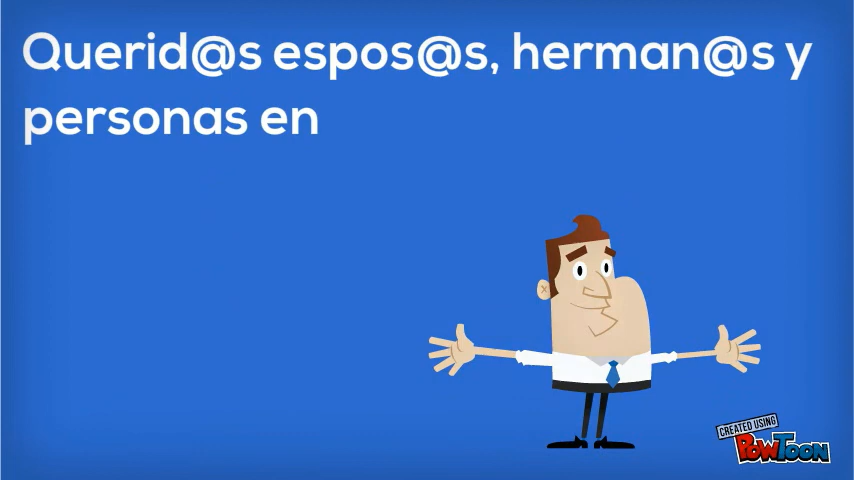 Querid@s espos@s, herman@s y
personas en
CREATED USING
POWTOON